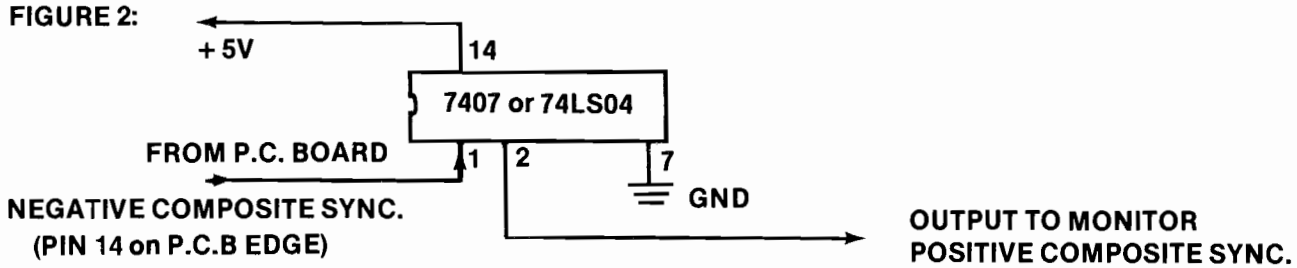 FIGURE 2:
+ 5V
14
7407 or 74LS04
FROM P.C. BOARD
1
2
7
GND
NEGATIVE COMPOSITE SYNC.
(PIN 14 on P.C.B EDGE)
OUTPUT TO MONITOR
POSITIVE COMPOSITE SYNC.